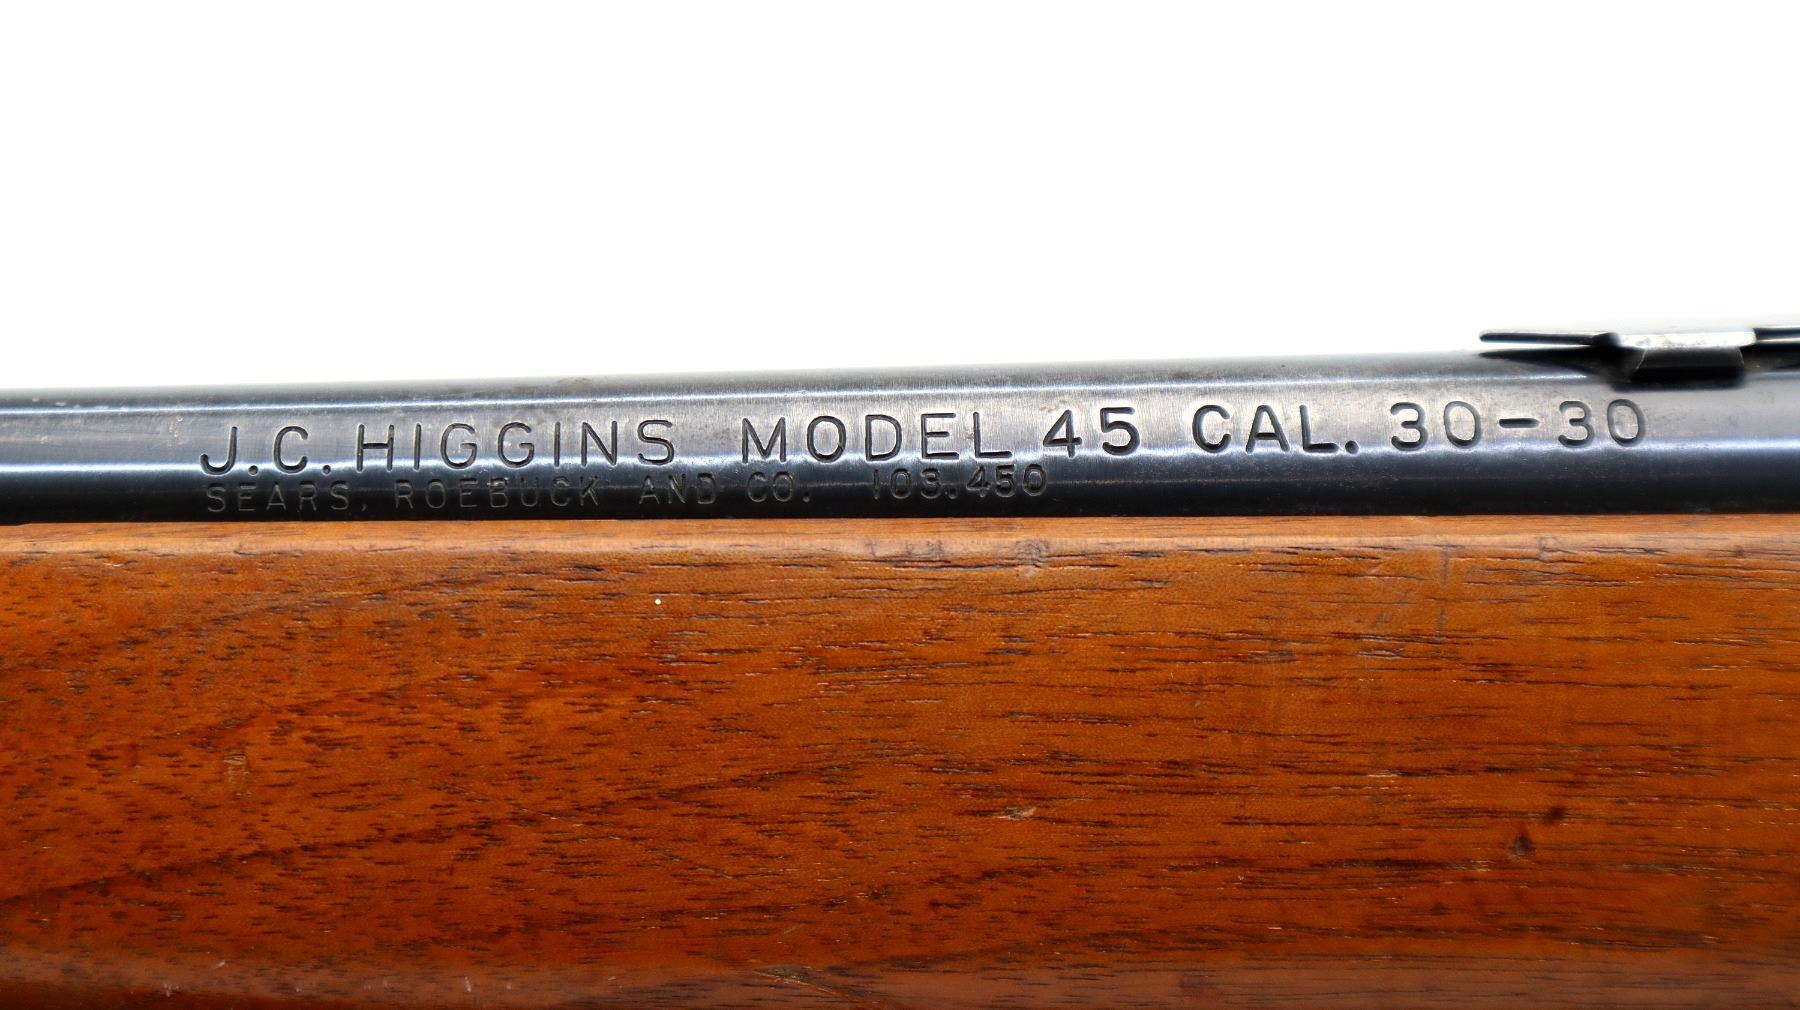 J.C. HIGGINS MODEL 45 CAL. 30-30
SEARS, ROEBUCK AND CO. 103.450